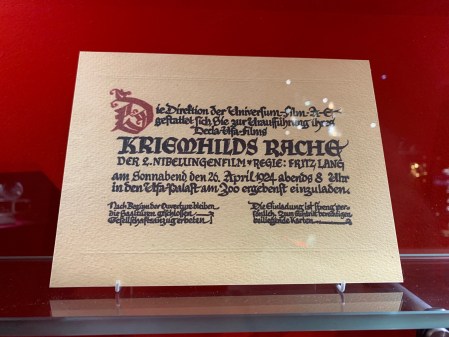 Die Direktion der Universum-Film-A-G-
gestattet sich Sie zur Uraufführung ihres
Decla-Ufa-Films
KRIEMHILDS RACHE
DER 2. NIBELUNGENFILM • REGIE: FRITZ LANG
am Sonnabend den 26. April 1924 abends 8 Uhr
in den Ufa-Palast am Zoo ergebenst einzuladen.
Nach Beginn der Ouverture bleiben
die Saaltüren geschlossen
Gesellschaftsanzug erbeten
Die Einladung ist streng per-
sönlich. Zum Eintritt
beiliegende Karten